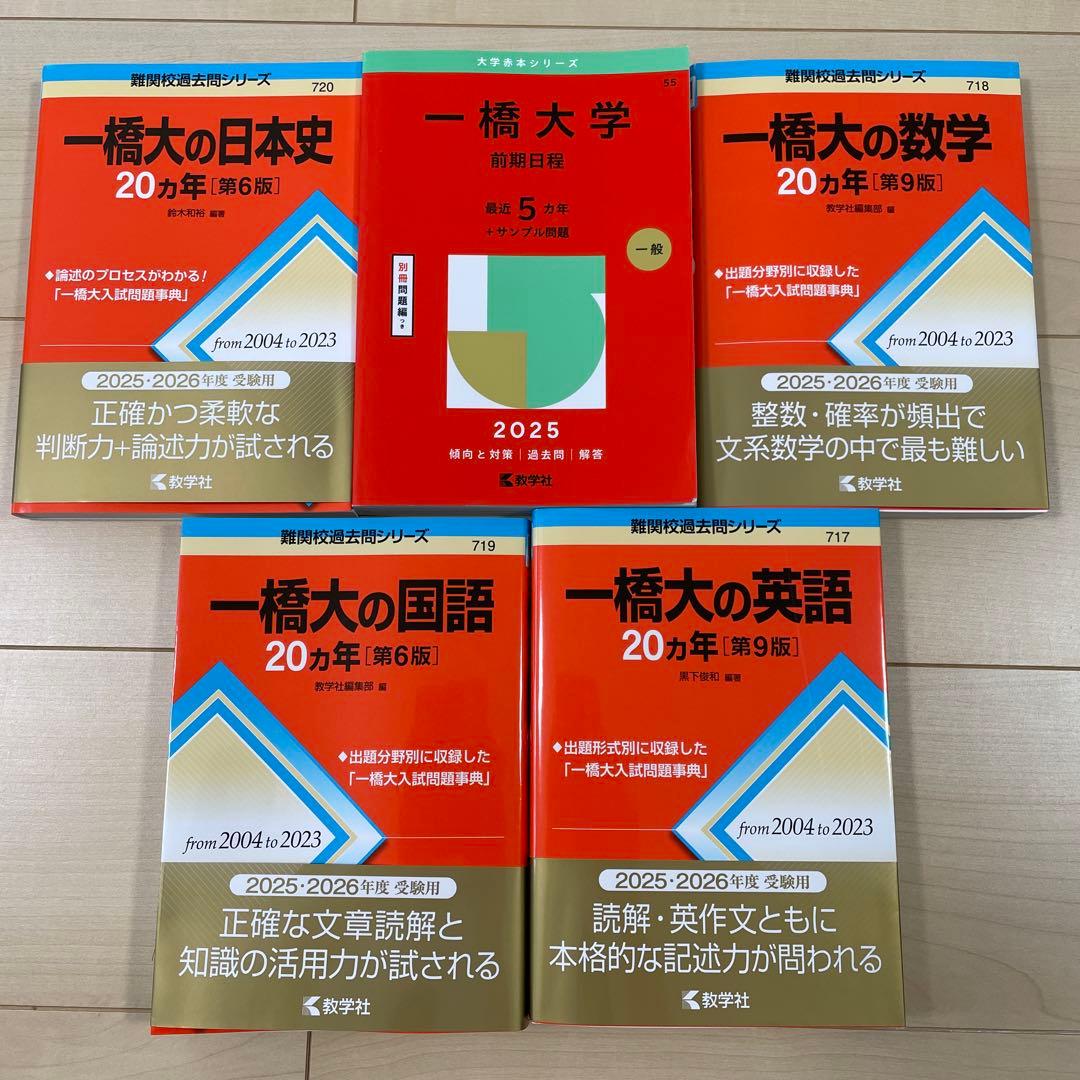 難関校過去問シリーズ
720
一橋大の日本史
20カ年[第6版]
鈴木和裕 編著
◆論述のプロセスがわかる!
「一橋大入試問題事典」
from 2004 to 2023
2025・2026年度 受験用
正確かつ柔軟な
判断力+論述力が試される
教学社
大学赤本シリーズ
55
一橋大学
前期日程
最近5カ年
+サンプル問題
一般
別冊問題編つき
2025
傾向と対策|過去問|解答
教学社
難関校過去問シリーズ
718
一橋大の数学
20カ年[第9版]
教学社編集部 編
◆出題分野別に収録した
「一橋大入試問題事典」
from 2004 to 2023
2025・2026年度 受験用
整数・確率が頻出で
文系数学の中で最も難しい
教学社
難関校過去問シリーズ
719
一橋大の国語
20カ年[第6版]
教学社編集部 編
◆出題分野別に収録した
「一橋大入試問題事典」
from 2004 to 2023
2025・2026年度 受験用
正確な文章読解と
知識の活用力が試される
教学社
難関校過去問シリーズ
717
一橋大の英語
20カ年[第9版]
黒下俊和 編著
◆出題形式別に収録した
「一橋大入試問題事典」
from 2004 to 2023
2025・2026年度 受験用
読解・英作文ともに
本格的な記述力が問われる
教学社